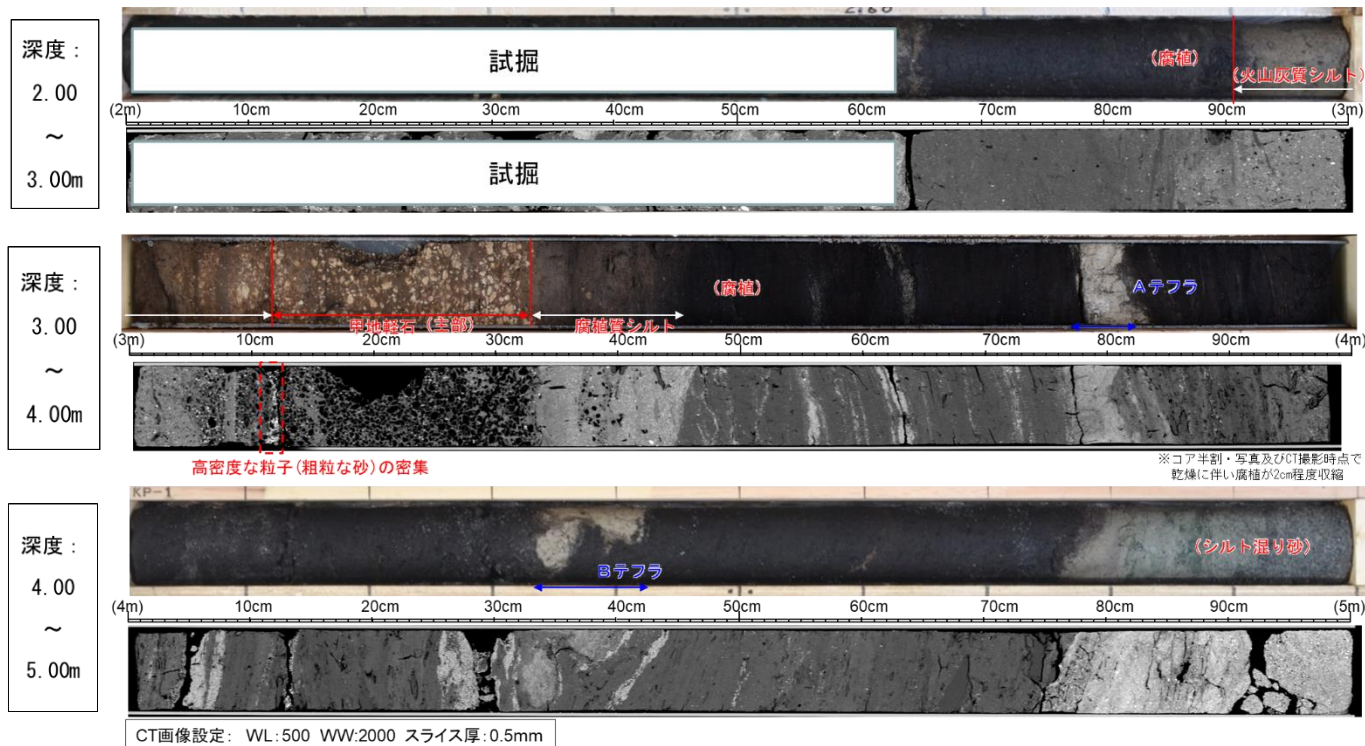 2.80
深度：
2.00
～
3.00m
試掘
(腐植)
(火山灰質シルト)
(2m) 10cm 20cm 30cm 40cm 50cm 60cm 70cm 80cm 90cm (3m)
試掘
深度：
3.00
～
4.00m
甲地軽石（主部）
腐植質シルト
(腐植)
Aテフラ
(3m) 10cm 20cm 30cm 40cm 50cm 60cm 70cm 80cm 90cm (4m)
高密度な粒子(粗粒な砂)の密集
※コア半割・写真及びCT撮影時点で
乾燥に伴い腐植が2cm程度収縮
KP-1
深度：
4.00
～
5.00m
Bテフラ
(シルト混り砂)
(4m) 10cm 20cm 30cm 40cm 50cm 60cm 70cm 80cm 90cm (5m)
CT画像設定： WL:500 WW:2000 スライス厚:0.5mm